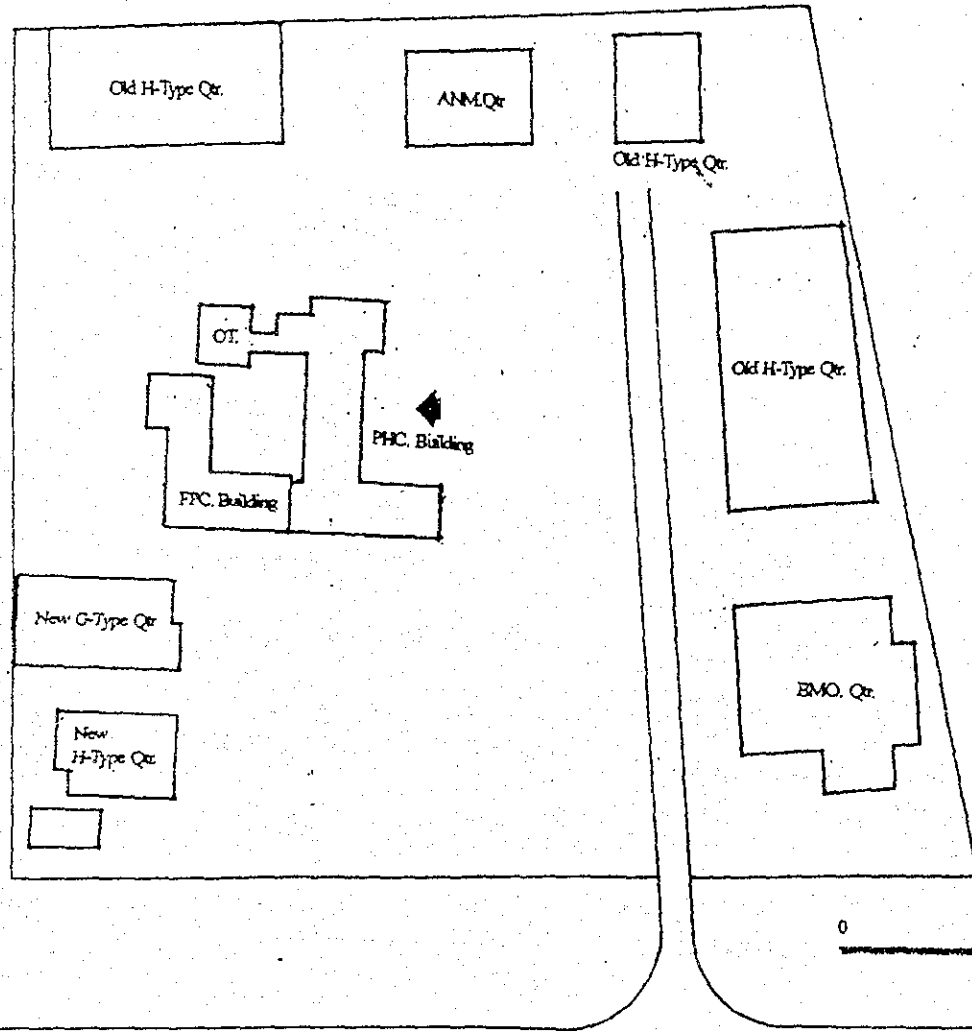 Old H-Type Qtr.
ANM.Qtr
Old H-Type Qtr.
OT.
Old H-Type Qtr.
PHC. Building
FPC. Building
New G-Type Qtr
BMO. Qtr.
New
H-Type Qtr.
0